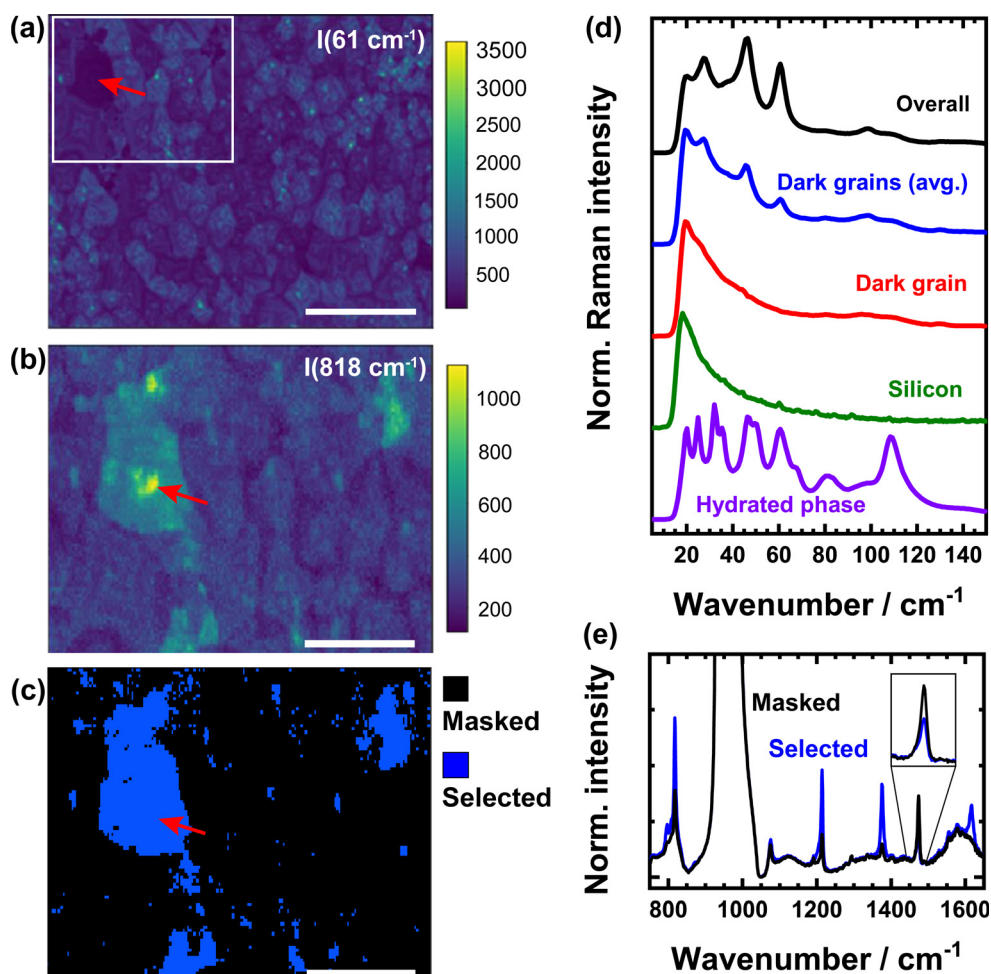 (a)
I(61 cm⁻¹)
3500
3000
2500
2000
1500
1000
500
(b)
I(818 cm⁻¹)
1000
800
600
400
200
(c)
Masked
Selected
(d)
Norm. Raman intensity
Overall
Dark grains (avg.)
Dark grain
Silicon
Hydrated phase
20 40 60 80 100 140
Wavenumber / cm⁻¹
(e)
Norm. intensity
Masked
Selected
800 1000 1200 1400 1600
Wavenumber / cm⁻¹